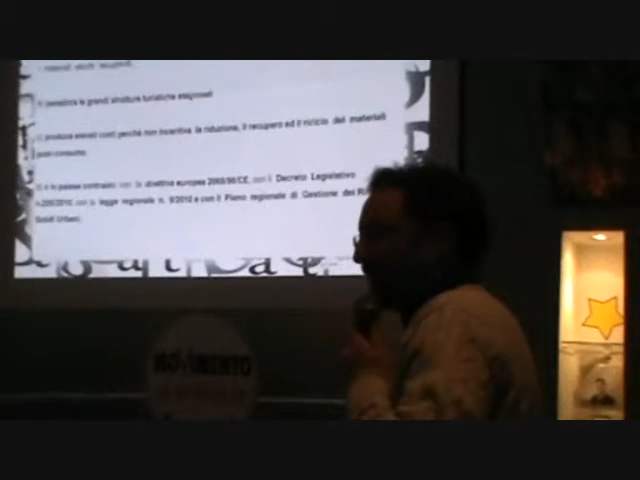 materiali
penalizza le grandi strutture turistiche stagionali
produce elevati costi perchè non incentiva la riduzione, il recupero ed il riciclo dei materiali
post-consumo
è in palese contrasto con la direttiva europea 2008/98/CE, con il Decreto Legislativo
n.205/2010, con la legge regionale n. 9/2010 e con il Piano regionale di Gestione dei
Solidi Urbani
MOVIMENTO